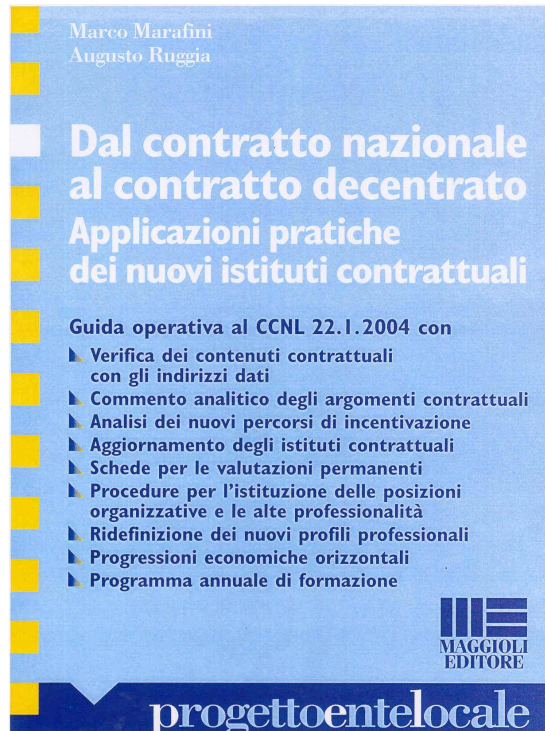 Marco Marafini
Augusto Ruggia
Dal contratto nazionale
al contratto decentrato
Applicazioni pratiche
dei nuovi istituti contrattuali
Guida operativa al CCNL 22.1.2004 con
Verifica dei contenuti contrattuali
con gli indirizzi dati
Commento analitico degli argomenti contrattuali
Analisi dei nuovi percorsi di incentivazione
Aggiornamento degli istituti contrattuali
Schede per le valutazioni permanenti
Procedure per l'istituzione delle posizioni
organizzative e le alte professionalità
Ridefinizione dei nuovi profili professionali
Progressioni economiche orizzontali
Programma annuale di formazione
MAGGIOLI
EDITORE
progettoentelocale